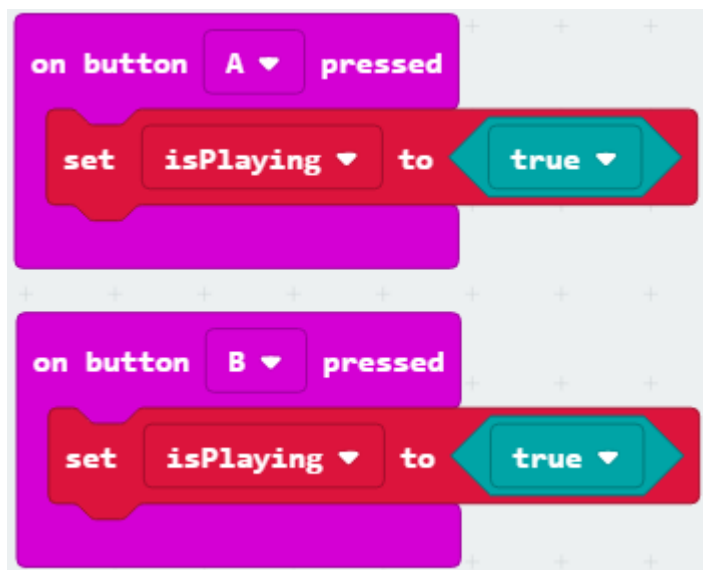 on button A pressed
set isPlaying to true
on button B pressed
set isPlaying to true